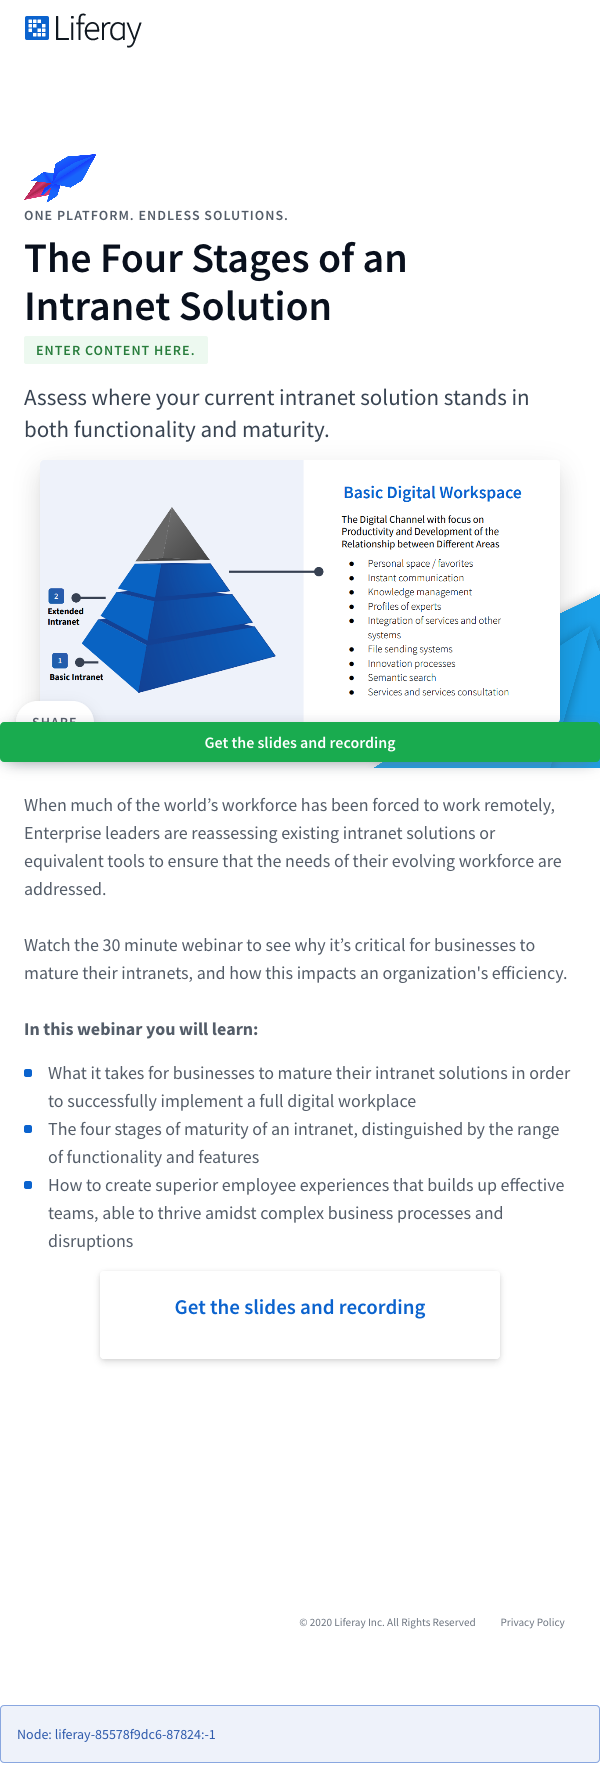 Liferay
ONE PLATFORM. ENDLESS SOLUTIONS.
The Four Stages of an
Intranet Solution
ENTER CONTENT HERE.
Assess where your current intranet solution stands in
both functionality and maturity.
2
Extended
Intranet
1
Basic Intranet
Basic Digital Workspace
The Digital Channel with focus on
Productivity and Development of the
Relationship between Different Areas
● Personal space / favorites
● Instant communication
● Knowledge management
● Profiles of experts
● Integration of services and other
systems
● File sending systems
● Innovation processes
● Semantic search
● Services and services consultation
SHARE
Get the slides and recording
When much of the world’s workforce has been forced to work remotely,
Enterprise leaders are reassessing existing intranet solutions or
equivalent tools to ensure that the needs of their evolving workforce are
addressed.
Watch the 30 minute webinar to see why it’s critical for businesses to
mature their intranets, and how this impacts an organization's efficiency.
In this webinar you will learn:
What it takes for businesses to mature their intranet solutions in order
to successfully implement a full digital workplace
The four stages of maturity of an intranet, distinguished by the range
of functionality and features
How to create superior employee experiences that builds up effective
teams, able to thrive amidst complex business processes and
disruptions
Get the slides and recording
© 2020 Liferay Inc. All Rights Reserved Privacy Policy
Node: liferay-85578f9dc6-87824:-1